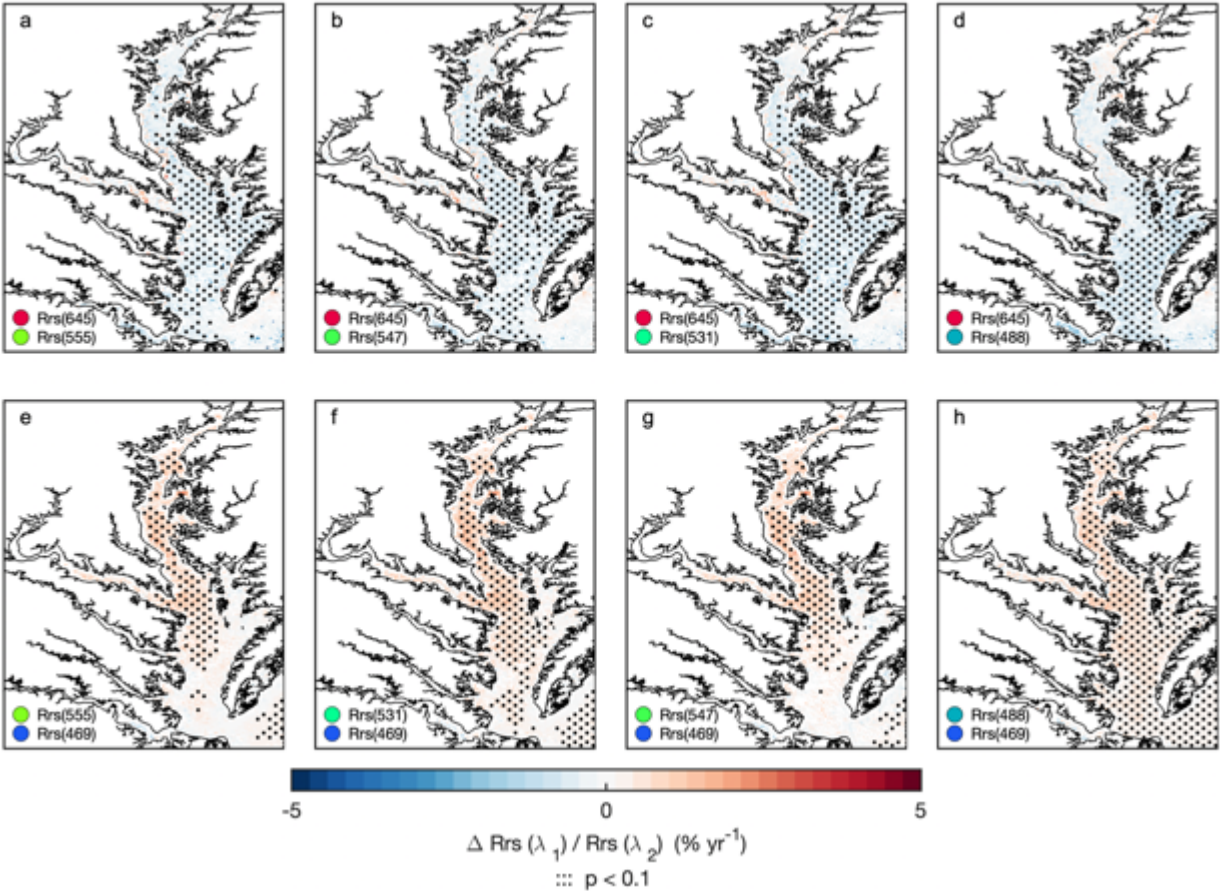 a
b
c
d
Rrs(645)
Rrs(555)
Rrs(645)
Rrs(547)
Rrs(645)
Rrs(531)
Rrs(645)
Rrs(488)
e
f
g
h
Rrs(555)
Rrs(469)
Rrs(531)
Rrs(469)
Rrs(547)
Rrs(469)
Rrs(488)
Rrs(469)
-5 0 5
Δ Rrs (λ ₁) / Rrs (λ ₂) (% yr⁻¹)
::: p < 0.1